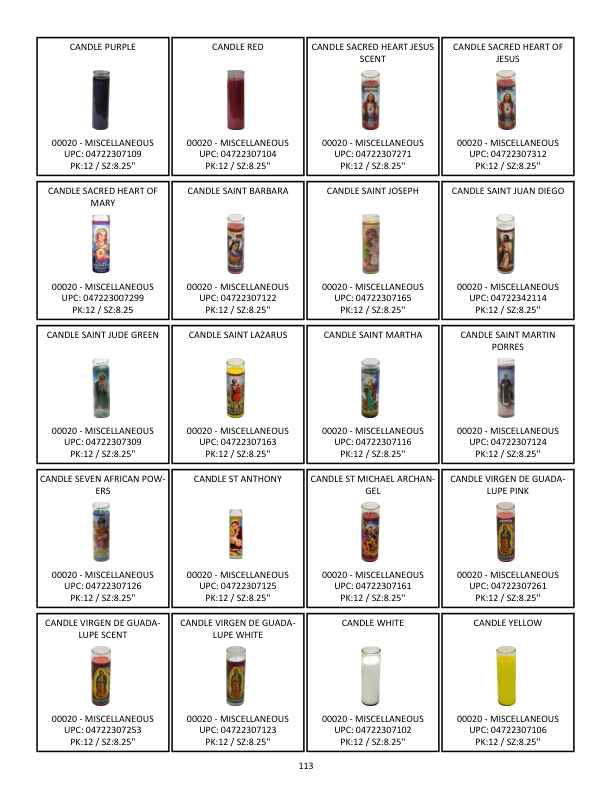 CANDLE PURPLE
00020 - MISCELLANEOUS
UPC: 04722307109
PK:12 / SZ:8.25"
CANDLE RED
00020 - MISCELLANEOUS
UPC: 04722307104
PK:12 / SZ:8.25"
CANDLE SACRED HEART JESUS
SCENT
00020 - MISCELLANEOUS
UPC: 04722307271
PK:12 / SZ:8.25"
CANDLE SACRED HEART OF
JESUS
00020 - MISCELLANEOUS
UPC: 04722307312
PK:12 / SZ:8.25"
CANDLE SACRED HEART OF
MARY
00020 - MISCELLANEOUS
UPC: 047223007299
PK:12 / SZ:8.25
CANDLE SAINT BARBARA
00020 - MISCELLANEOUS
UPC: 04722307122
PK:12 / SZ:8.25"
CANDLE SAINT JOSEPH
00020 - MISCELLANEOUS
UPC: 04722307165
PK:12 / SZ:8.25"
CANDLE SAINT JUAN DIEGO
00020 - MISCELLANEOUS
UPC: 04722342114
PK:12 / SZ:8.25"
CANDLE SAINT JUDE GREEN
00020 - MISCELLANEOUS
UPC: 04722307309
PK:12 / SZ:8.25"
CANDLE SAINT LAZARUS
00020 - MISCELLANEOUS
UPC: 04722307163
PK:12 / SZ:8.25"
CANDLE SAINT MARTHA
00020 - MISCELLANEOUS
UPC: 04722307116
PK:12 / SZ:8.25"
CANDLE SAINT MARTIN
PORRES
00020 - MISCELLANEOUS
UPC: 04722307124
PK:12 / SZ:8.25"
CANDLE SEVEN AFRICAN POW-
ERS
00020 - MISCELLANEOUS
UPC: 04722307126
PK:12 / SZ:8.25"
CANDLE ST ANTHONY
00020 - MISCELLANEOUS
UPC: 04722307125
PK:12 / SZ:8.25"
CANDLE ST MICHAEL ARCHAN-
GEL
00020 - MISCELLANEOUS
UPC: 04722307161
PK:12 / SZ:8.25"
CANDLE VIRGEN DE GUADA-
LUPE PINK
00020 - MISCELLANEOUS
UPC: 04722307261
PK:12 / SZ:8.25"
CANDLE VIRGEN DE GUADA-
LUPE SCENT
00020 - MISCELLANEOUS
UPC: 04722307253
PK:12 / SZ:8.25"
CANDLE VIRGEN DE GUADA-
LUPE WHITE
00020 - MISCELLANEOUS
UPC: 04722307123
PK:12 / SZ:8.25"
CANDLE WHITE
00020 - MISCELLANEOUS
UPC: 04722307102
PK:12 / SZ:8.25"
CANDLE YELLOW
00020 - MISCELLANEOUS
UPC: 04722307106
PK:12 / SZ:8.25"
113